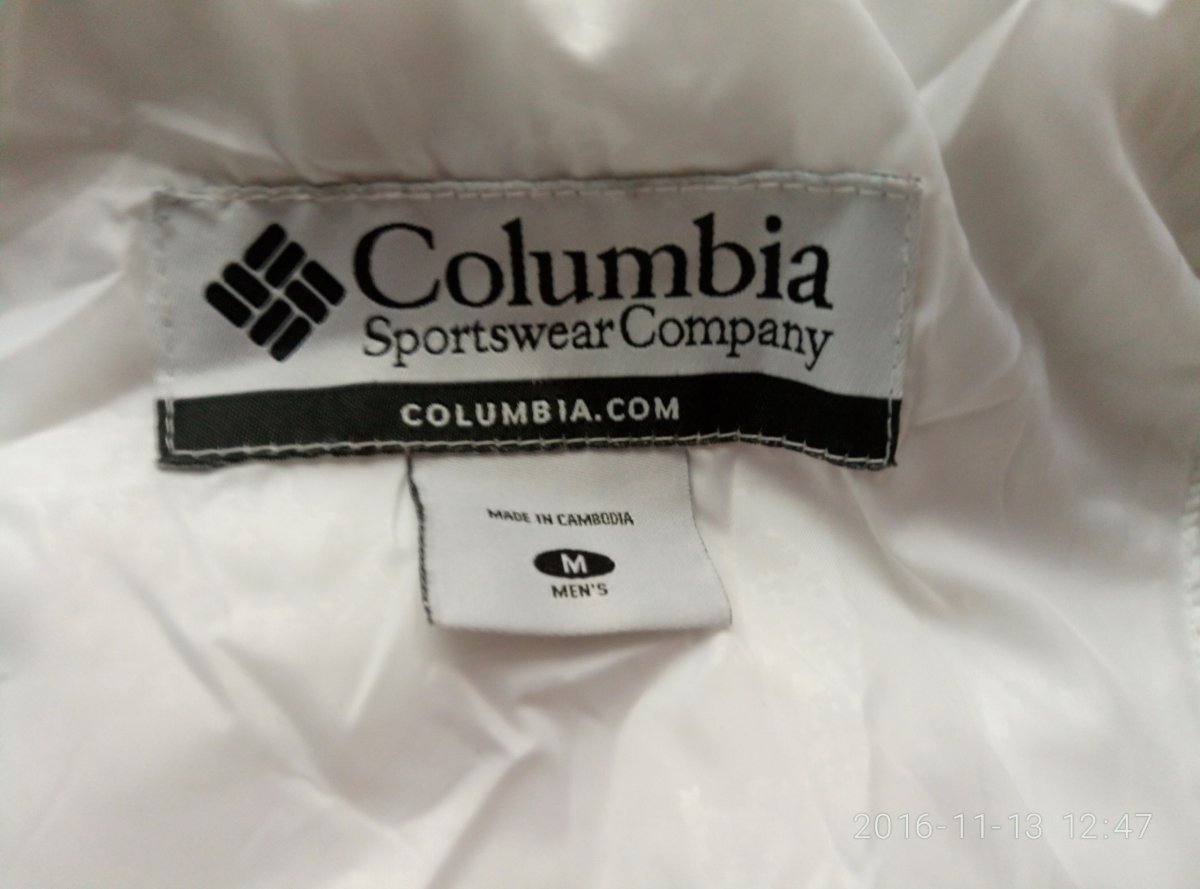 Columbia
Sportswear Company
COLUMBIA.COM
MADE IN CAMBODIA
M
MEN'S
2016-11-13 12:47